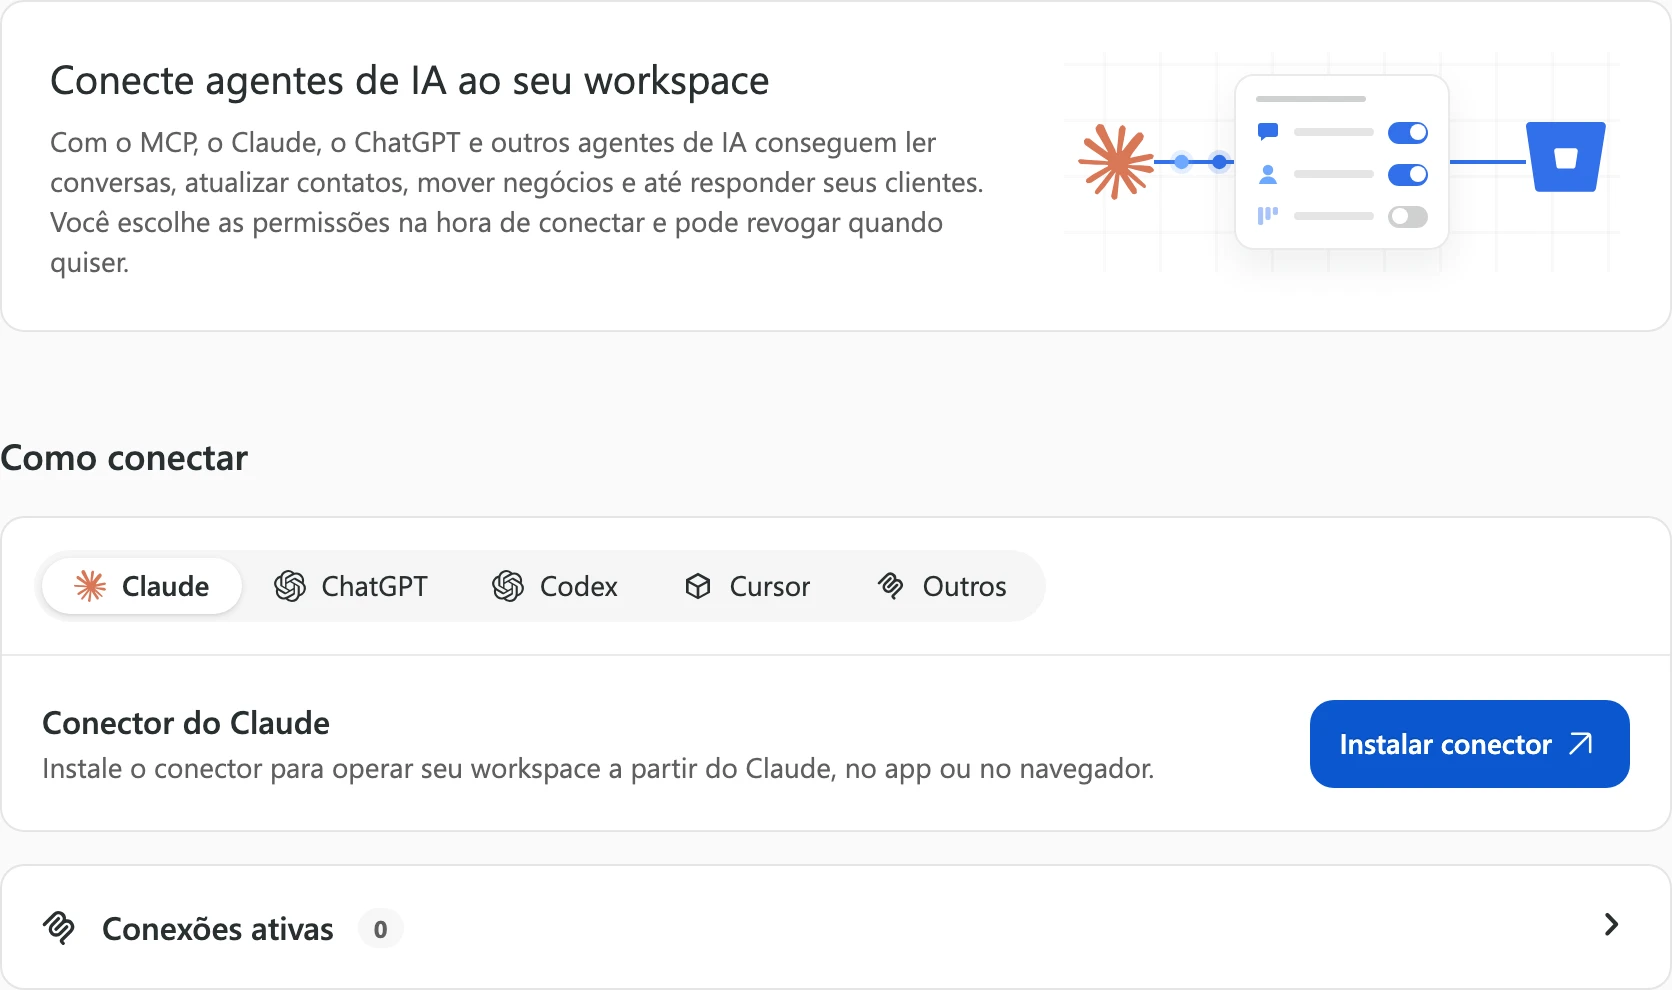 Conecte agentes de IA ao seu workspace
Com o MCP, o Claude, o ChatGPT e outros agentes de IA conseguem ler
conversas, atualizar contatos, mover negócios e até responder seus clientes.
Você escolhe as permissões na hora de conectar e pode revogar quando
quiser.
Como conectar
Claude
ChatGPT
Codex
Cursor
Outros
Conector do Claude
Instale o conector para operar seu workspace a partir do Claude, no app ou no navegador.
Instalar conector
Conexões ativas
0